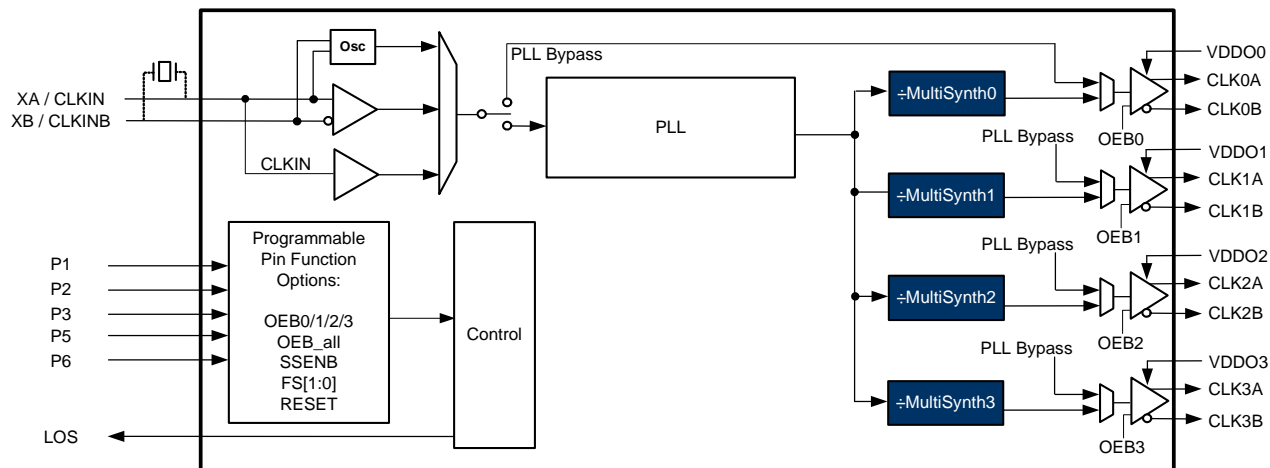 Osc
PLL Bypass
VDDO0
XA / CLKIN
CLK0A
÷MultiSynth0
PLL
CLK0B
XB / CLKINB
OEB0
PLL Bypass
VDDO1
CLKIN
CLK1A
÷MultiSynth1
CLK1B
OEB1
Programmable
Pin Function
Options:
OEB0/1/2/3
OEB_all
SSENB
FS[1:0]
RESET
P1
P2
P3
P5
P6
Control
LOS
PLL Bypass
VDDO2
CLK2A
÷MultiSynth2
CLK2B
OEB2
PLL Bypass
VDDO3
CLK3A
÷MultiSynth3
CLK3B
OEB3